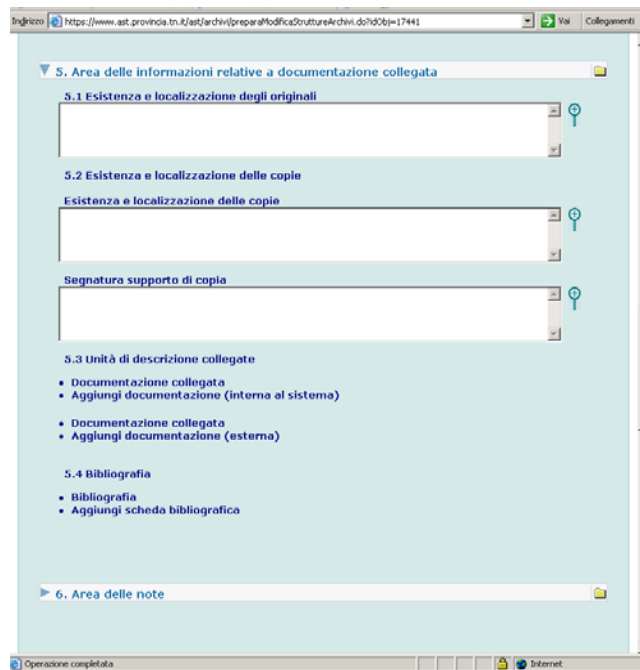 Indirizzo https://www.ast.provincia.tn.it/ast/archivi/preparaModificaStruttureArchivi.do?idObj=17441 Vai Collegamenti
5. Area delle informazioni relative a documentazione collegata
5.1 Esistenza e localizzazione degli originali
5.2 Esistenza e localizzazione delle copie
Esistenza e localizzazione delle copie
Segnatura supporto di copia
5.3 Unità di descrizione collegate
• Documentazione collegata
• Aggiungi documentazione (interna al sistema)
• Documentazione collegata
• Aggiungi documentazione (esterna)
5.4 Bibliografia
• Bibliografia
• Aggiungi scheda bibliografica
6. Area delle note
Operazione completata Internet